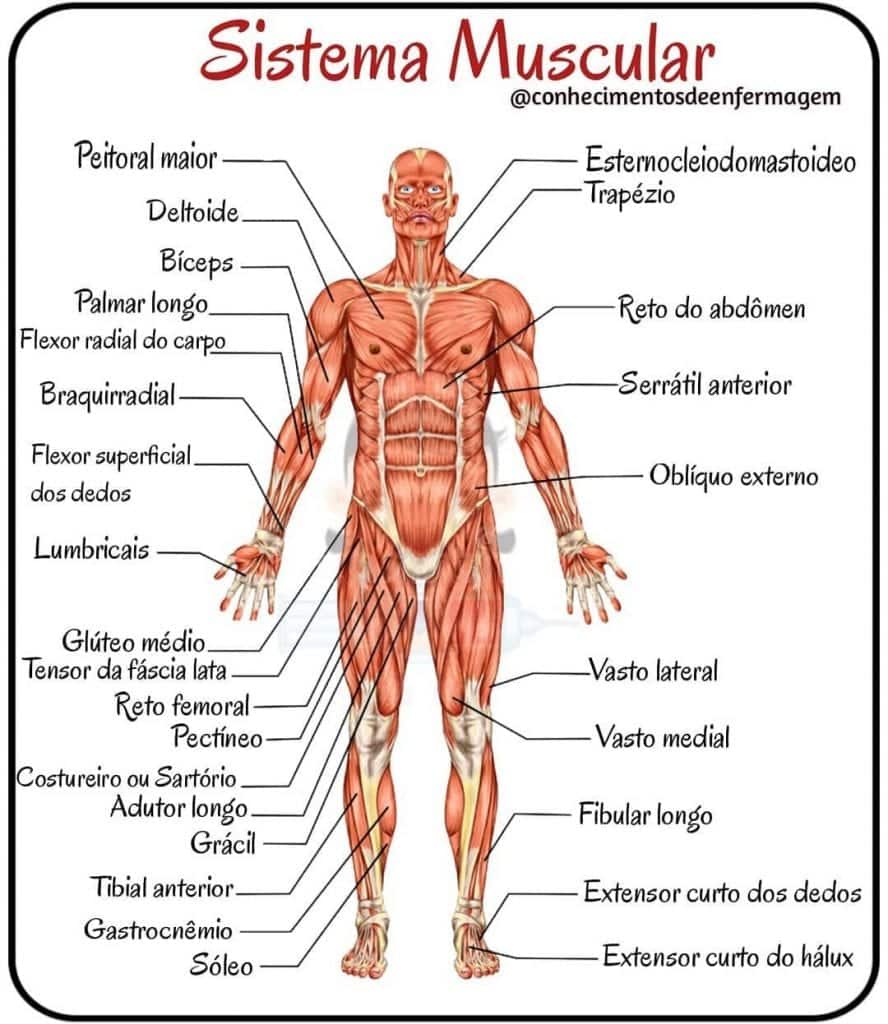 Sistema Muscular
@conhecimentosdeenfermagem
Peitoral maior
Deltoide
Bíceps
Palmar longo
Flexor radial do carpo
Braquirradial
Flexor superficial
dos dedos
Lumbricais
Glúteo médio
Tensor da fáscia lata
Reto femoral
Pectíneo
Costureiro ou Sartório
Adutor longo
Grácil
Tibial anterior
Gastrocnêmio
Sóleo
Esternocleiodomastoideo
Trapézio
Reto do abdômen
Serrátil anterior
Oblíquo externo
Vasto lateral
Vasto medial
Fibular longo
Extensor curto dos dedos
Extensor curto do hálux